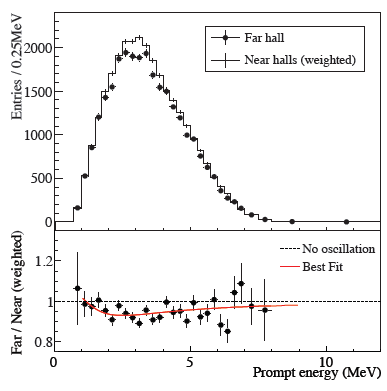 Entries / 0.25MeV
2000
1500
1000
500
0
Far hall
Near halls (weighted)
Far / Near (weighted)
1.2
1
0.8
No oscillation
Best Fit
0
5
10
Prompt energy (MeV)